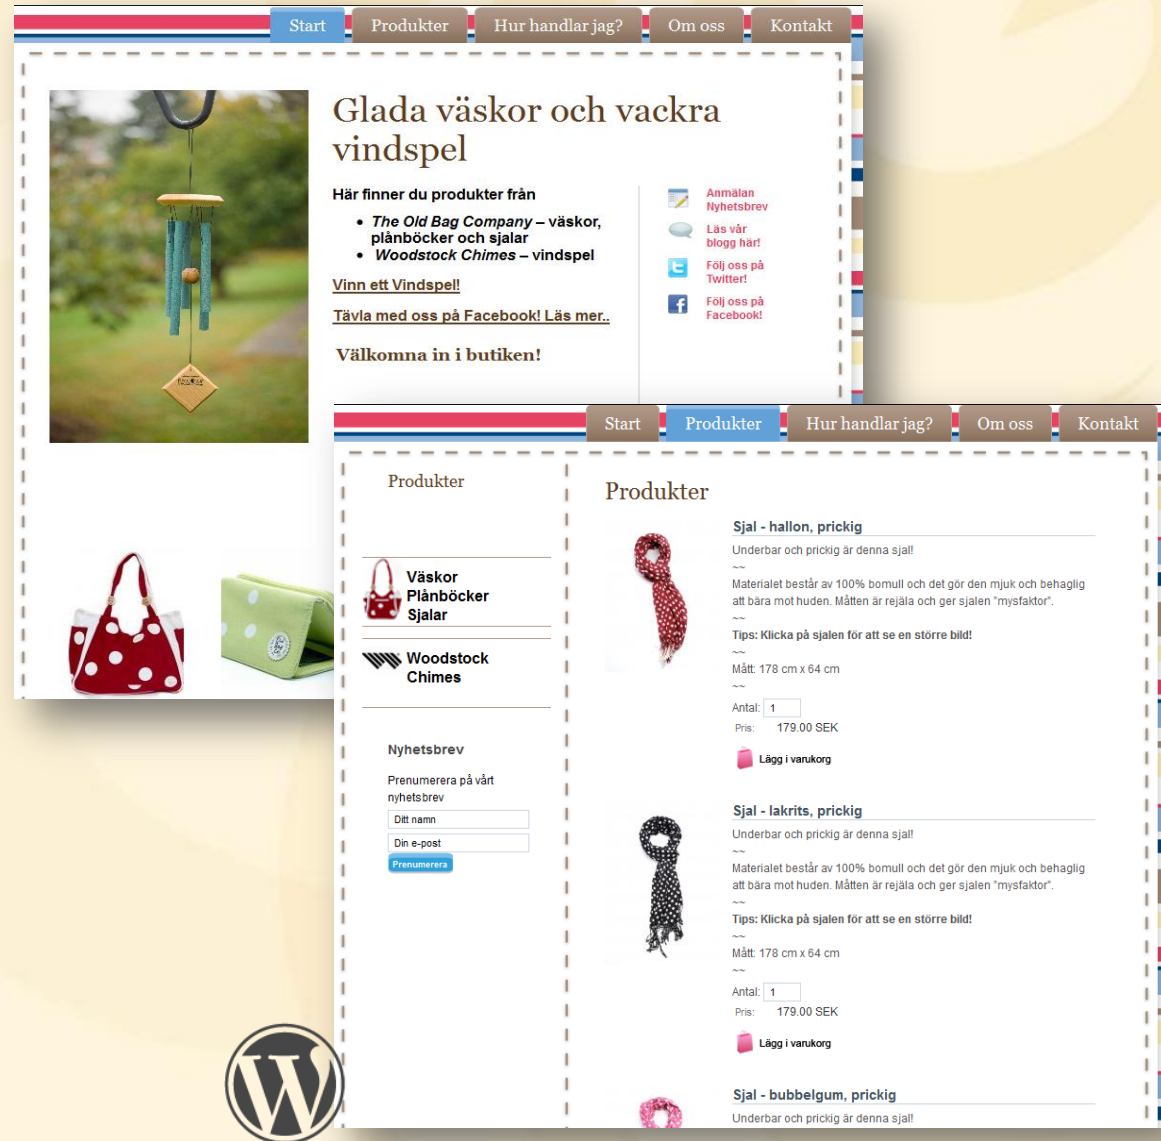 Start
Produkter
Hur handlar jag?
Om oss
Kontakt
Glada väskor och vackra
vindspel
Här finner du produkter från
• The Old Bag Company – väskor,
plånböcker och sjalar
• Woodstock Chimes – vindspel
Vinn ett Vindspel!
Tävla med oss på Facebook! Läs mer..
Välkomna in i butiken!
Anmälan
Nyhetsbrev
Läs vår
blogg här!
Följ oss på
Twitter!
Följ oss på
Facebook!
Start
Produkter
Hur handlar jag?
Om oss
Kontakt
Produkter
Väskor
Plånböcker
Sjalar
Woodstock
Chimes
Nyhetsbrev
Prenumerera på vårt
nyhetsbrev
Ditt namn
Din e-post
Prenumerera
Produkter
Sjal - hallon, prickig
Underbar och prickig är denna sjal!
~~
Materialet består av 100% bomull och det gör den mjuk och behaglig
att bära mot huden. Måtten är rejäla och ger sjalen "mysfaktor".
~~
Tips: Klicka på sjalen för att se en större bild!
~~
Mått: 178 cm x 64 cm
~~
Antal: 1
Pris: 179.00 SEK
Lägg i varukorg
Sjal - lakrits, prickig
Underbar och prickig är denna sjal!
~~
Materialet består av 100% bomull och det gör den mjuk och behaglig
att bära mot huden. Måtten är rejäla och ger sjalen "mysfaktor".
~~
Tips: Klicka på sjalen för att se en större bild!
~~
Mått: 178 cm x 64 cm
~~
Antal: 1
Pris: 179.00 SEK
Lägg i varukorg
Sjal - bubbelgum, prickig
Underbar och prickig är denna sjal!
W